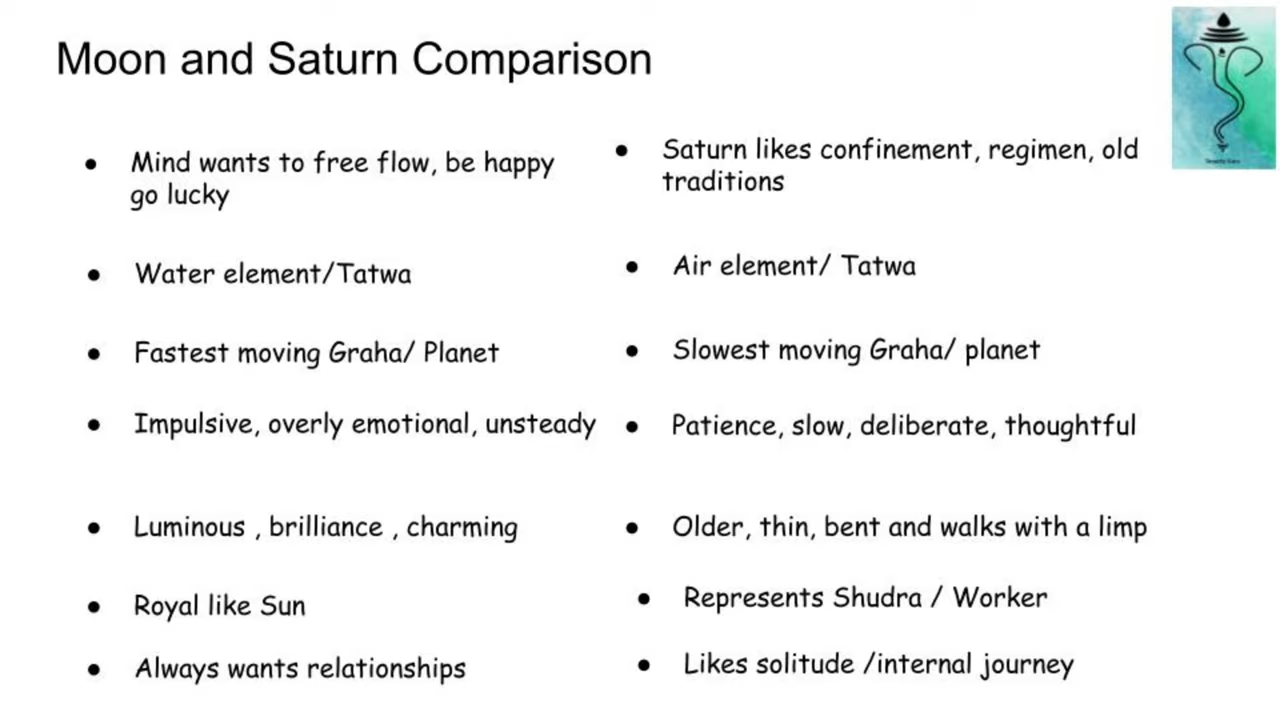 Moon and Saturn Comparison
Mind wants to free flow, be happy
go lucky
Water element/Tatwa
Fastest moving Graha/ Planet
Impulsive, overly emotional, unsteady
Luminous , brilliance , charming
Royal like Sun
Always wants relationships
Saturn likes confinement, regimen, old
traditions
Air element/ Tatwa
Slowest moving Graha/ planet
Patience, slow, deliberate, thoughtful
Older, thin, bent and walks with a limp
Represents Shudra / Worker
Likes solitude /internal journey